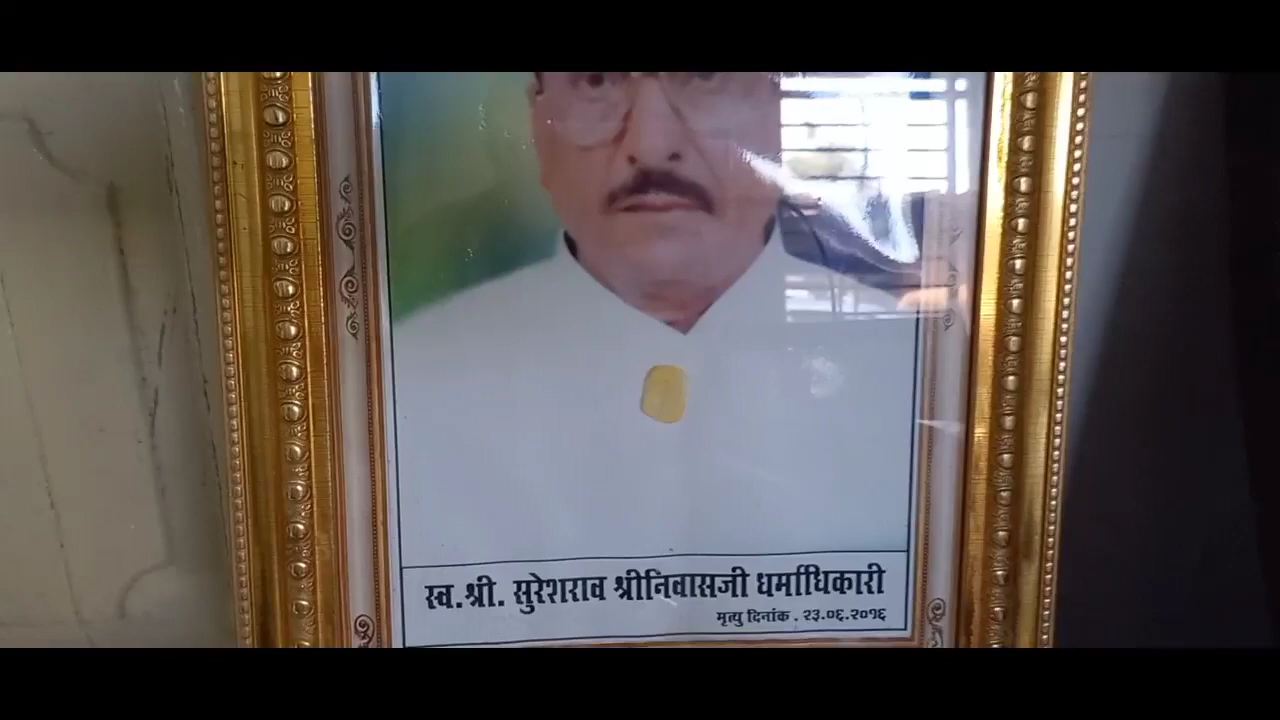 स्व.श्री. सुरेशराव श्रीनिवासजी धर्माधिकारी
मृत्यु दिनांक . २३.०६.२०१६